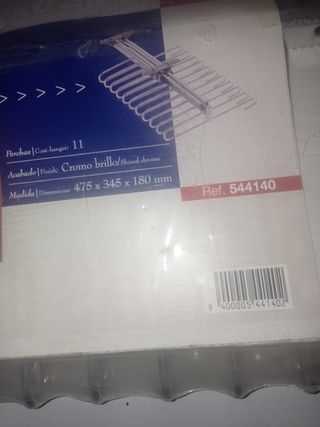 > > > > >
Perchas | Coat-hanger: 11
Acabado | Finish: Cromo brillo/Shined chrome
Medida | Dimensions: 475 x 345 x 180 mm
Ref. 544140
8 400005 441402